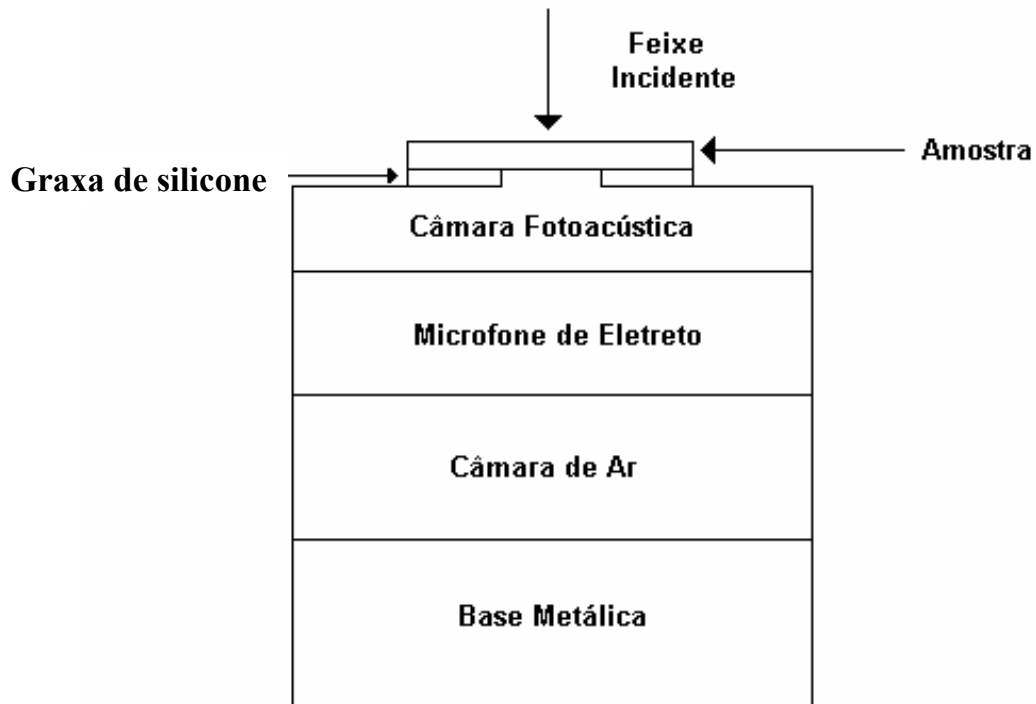 Feixe
Incidente
Amostra
Graxa de silicone
Câmara Fotoacústica
Microfone de Eletreto
Câmara de Ar
Base Metálica